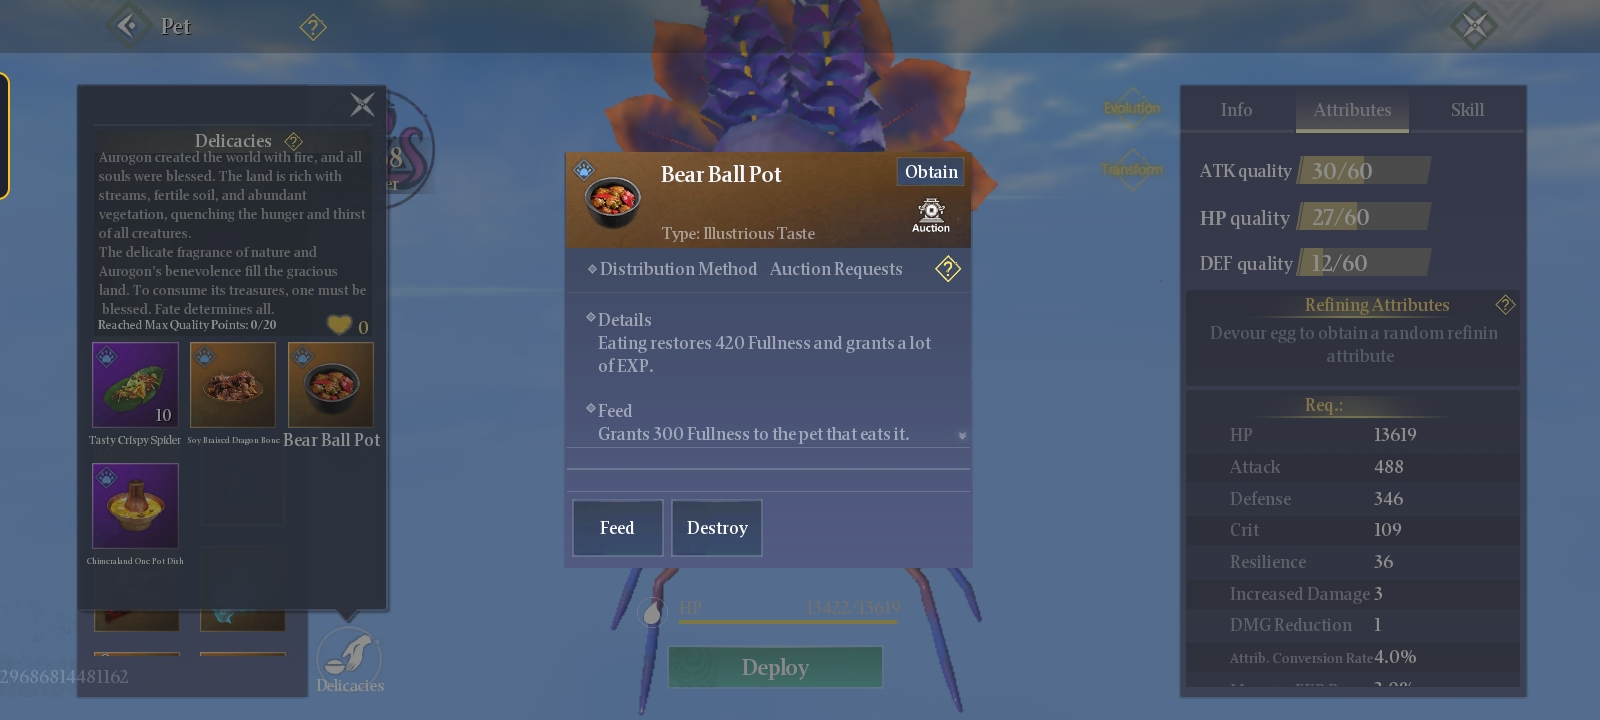 Pet
Delicacies
Aurogon created the world with fire, and all
souls were blessed. The land is rich with
streams, fertile soil, and abundant
vegetation, quenching the hunger and thirst
of all creatures.
The delicate fragrance of nature and
Aurogon's benevolence fill the gracious
land. To consume its treasures, one must be
blessed. Fate determines all.
Reached Max Quality Points: 0/20
0
10
Tasty Crispy Spider
Soy Braised Dragon Bone
Bear Ball Pot
Chimeraland One Pot Dish
29686814481162
Delicacies
Bear Ball Pot
Obtain
Auction
Type: Illustrious Taste
Distribution Method Auction Requests
Details
Eating restores 420 Fullness and grants a lot
of EXP.
Feed
Grants 300 Fullness to the pet that eats it.
Feed
Destroy
HP 13422/13619
Deploy
Evolution
Transform
Info
Attributes
Skill
ATK quality 30/60
HP quality 27/60
DEF quality 12/60
Refining Attributes
Devour egg to obtain a random refinin
attribute
Req.:
HP 13619
Attack 488
Defense 346
Crit 109
Resilience 36
Increased Damage 3
DMG Reduction 1
Attrib. Conversion Rate 4.0%